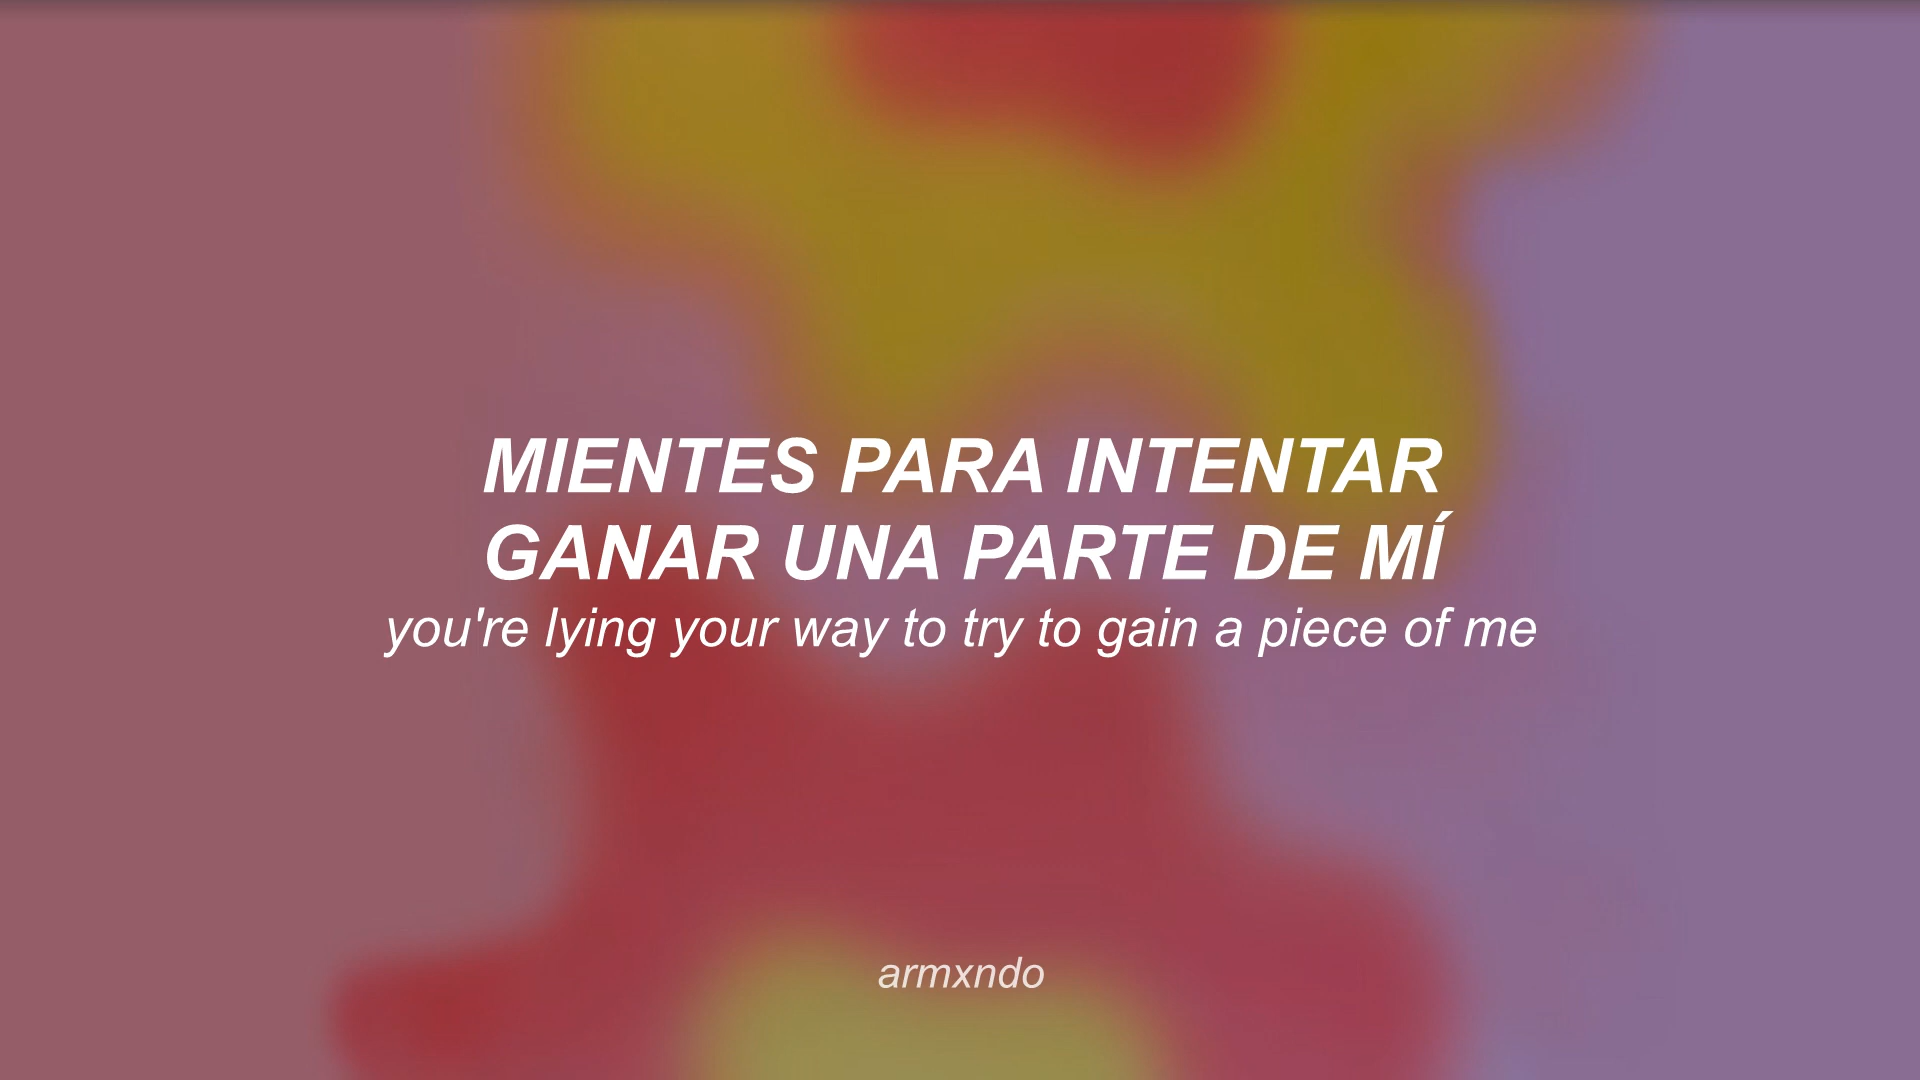 MIENTES PARA INTENTAR
GANAR UNA PARTE DE MÍ
you're lying your way to try to gain a piece of me
armxndo